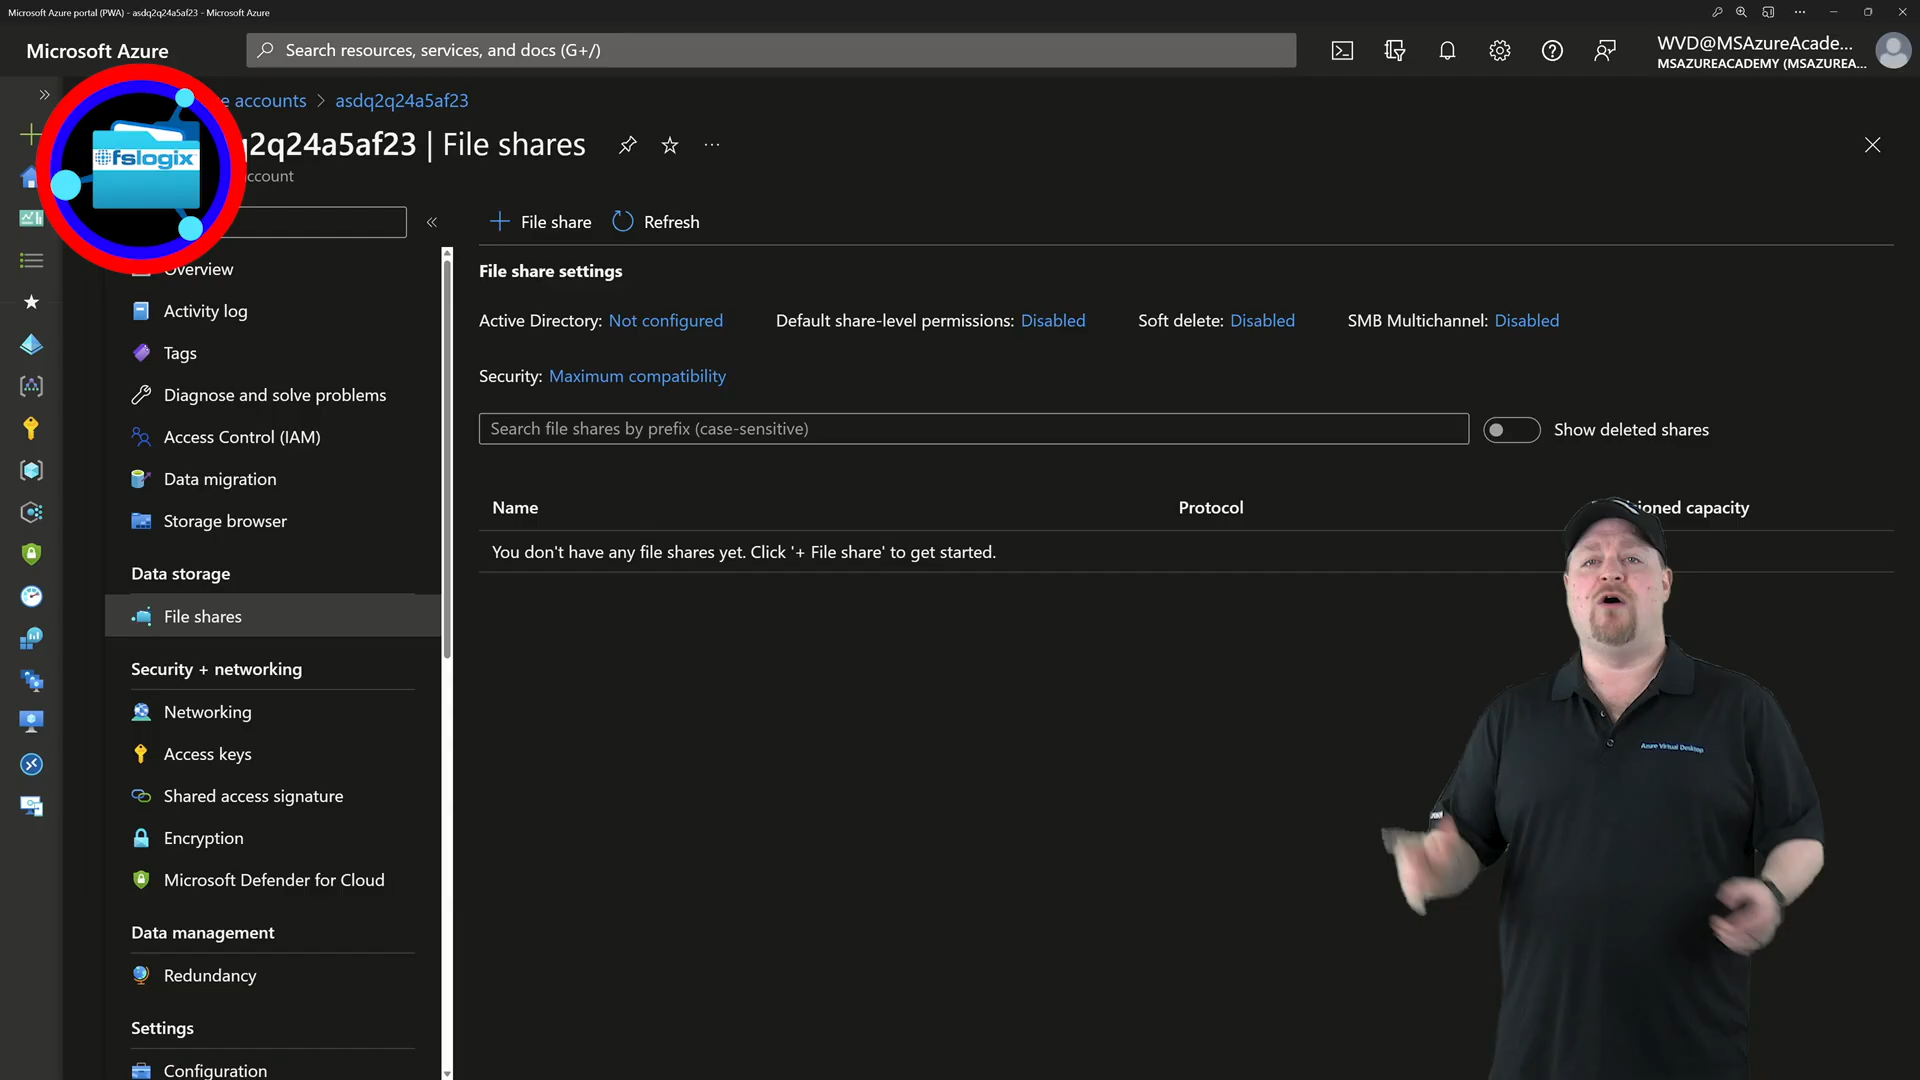 Microsoft Azure portal (PWA) - asdq2q24a5af23 - Microsoft Azure
Microsoft Azure
Search resources, services, and docs (G+/)
WVD@MSAzureAcade...
MSAZUREACADEMY (MSAZUREA...
accounts > asdq2q24a5af23
q2q24a5af23 | File shares
fslogix
File share
Refresh
Overview
Activity log
Tags
Diagnose and solve problems
Access Control (IAM)
Data migration
Storage browser
Data storage
File shares
Security + networking
Networking
Access keys
Shared access signature
Encryption
Microsoft Defender for Cloud
Data management
Redundancy
Settings
Configuration
File share settings
Active Directory: Not configured
Default share-level permissions: Disabled
Soft delete: Disabled
SMB Multichannel: Disabled
Security: Maximum compatibility
Search file shares by prefix (case-sensitive)
Show deleted shares
Name
Protocol
capacity
You don't have any file shares yet. Click '+ File share' to get started.
Azure Virtual Desktop